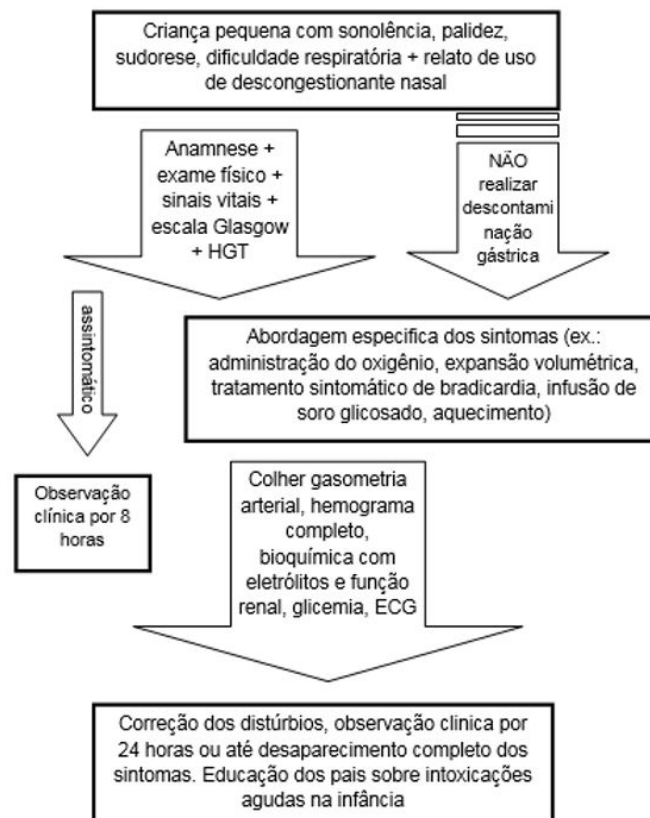 Criança pequena com sonolência, palidez,
sudorese, dificuldade respiratória + relato de uso
de descongestionante nasal
Anamnese +
exame físico +
sinais vitais +
escala Glasgow
+ HGT
NÃO
realizar
descontami
nação
gástrica
assintomático
Abordagem especifica dos sintomas (ex.:
administração do oxigênio, expansão volumétrica,
tratamento sintomático de bradicardia, infusão de
soro glicosado, aquecimento)
Observação
clínica por 8
horas
Colher gasometria
arterial, hemograma
completo,
bioquímica com
eletrólitos e função
renal, glicemia, ECG
Correção dos distúrbios, observação clinica por
24 horas ou até desaparecimento completo dos
sintomas. Educação dos pais sobre intoxicações
agudas na infância